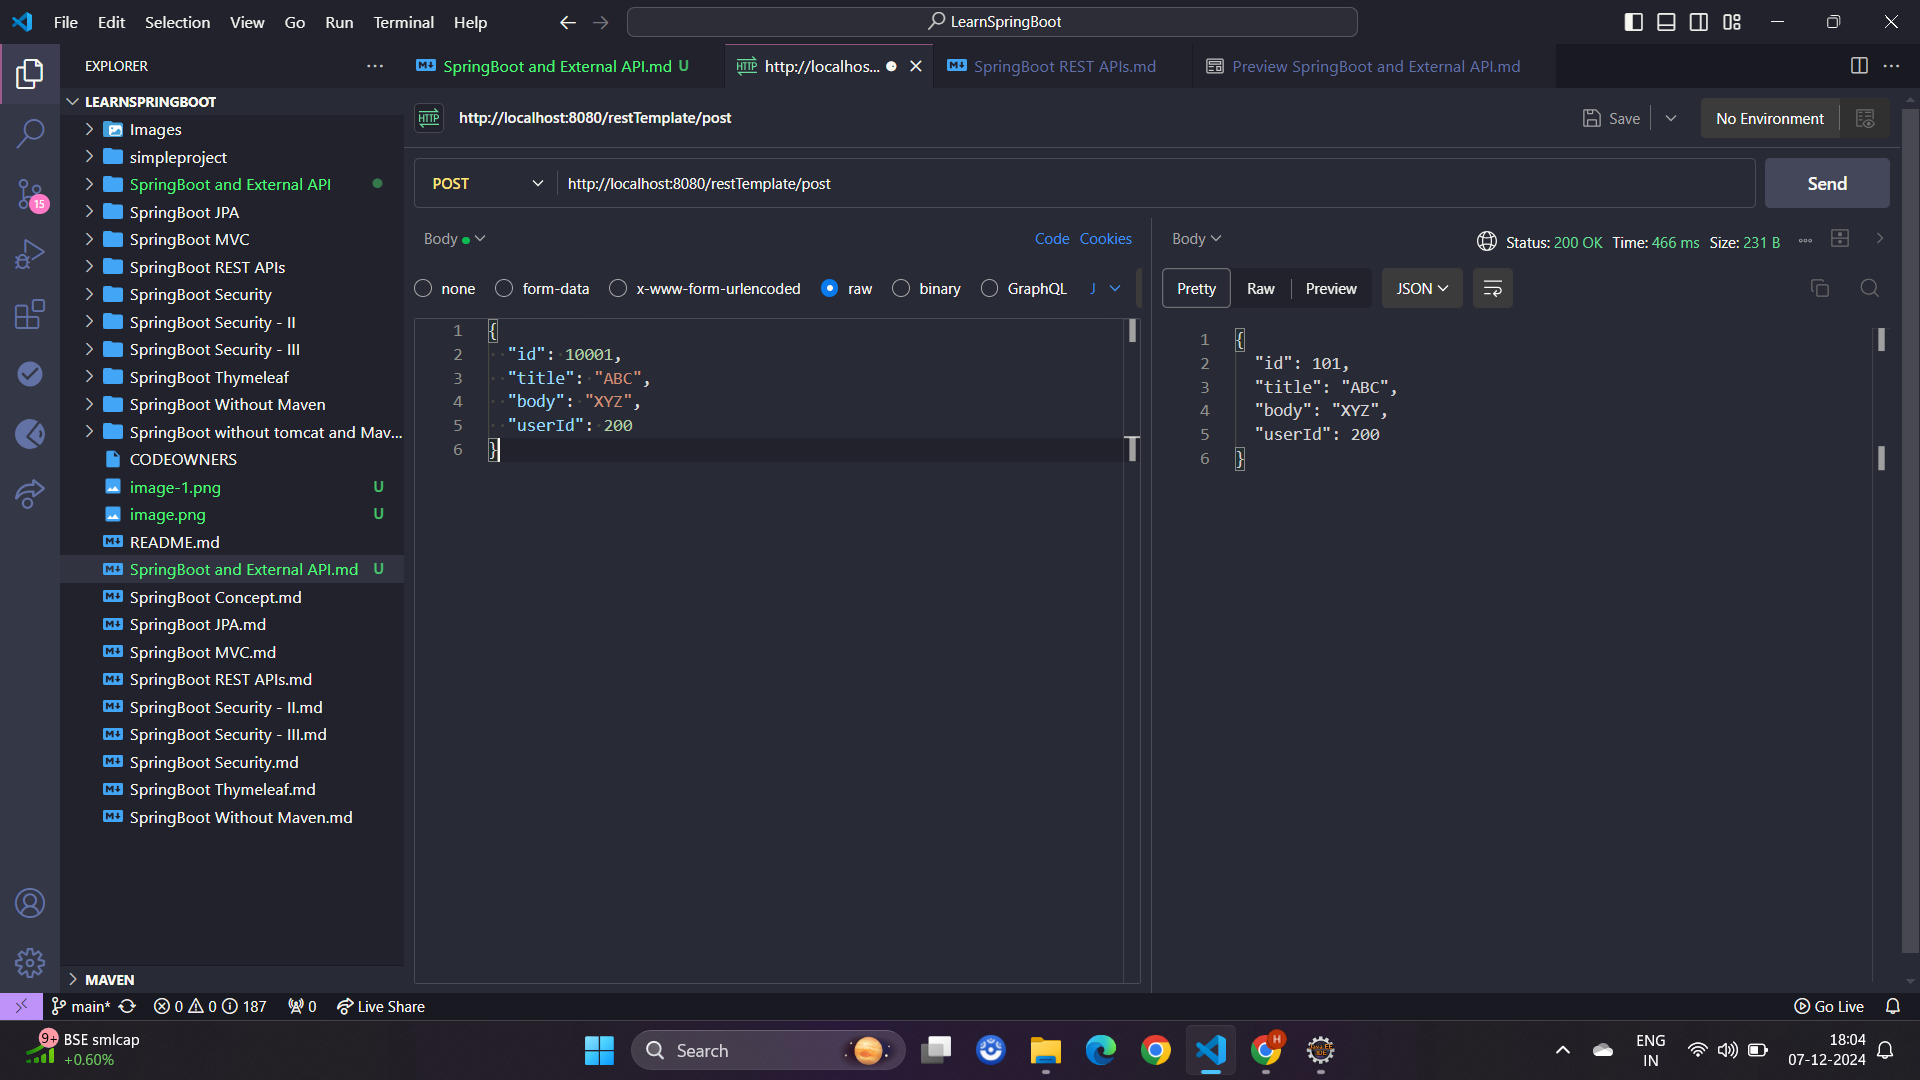 File Edit Selection View Go Run Terminal Help
LearnSpringBoot
EXPLORER
LEARNSPRINGBOOT
Images
simpleproject
SpringBoot and External API
SpringBoot JPA
SpringBoot MVC
SpringBoot REST APIs
SpringBoot Security
SpringBoot Security - II
SpringBoot Security - III
SpringBoot Thymeleaf
SpringBoot Without Maven
SpringBoot without tomcat and Mav...
CODEOWNERS
image-1.png U
image.png U
README.md
SpringBoot and External API.md U
SpringBoot Concept.md
SpringBoot JPA.md
SpringBoot MVC.md
SpringBoot REST APIs.md
SpringBoot Security - II.md
SpringBoot Security - III.md
SpringBoot Security.md
SpringBoot Thymeleaf.md
SpringBoot Without Maven.md
MAVEN
15
SpringBoot and External API.md U
HTTP http://localhos...
SpringBoot REST APIs.md
Preview SpringBoot and External API.md
HTTP http://localhost:8080/restTemplate/post
Save
No Environment
POST http://localhost:8080/restTemplate/post
Send
Body
Code Cookies
none form-data x-www-form-urlencoded raw binary GraphQL J
1 {
2 "id": 10001,
3 "title": "ABC",
4 "body": "XYZ",
5 "userId": 200
6 }
Body
Status: 200 OK Time: 466 ms Size: 231 B
Pretty Raw Preview JSON
1 {
2 "id": 101,
3 "title": "ABC",
4 "body": "XYZ",
5 "userId": 200
6 }
main* 0 0 187 0 Live Share
Go Live
9+ BSE smlcap
+0.60%
Search
H
ENG
IN
18:04
07-12-2024